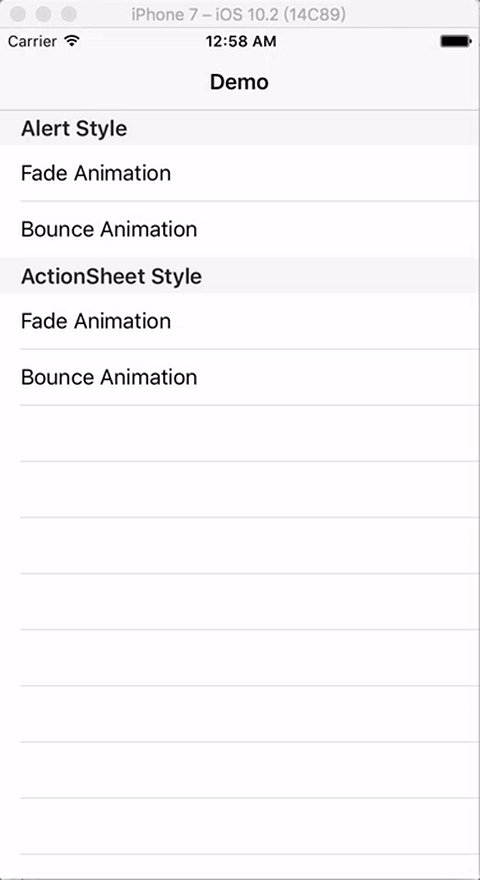 iPhone 7 – iOS 10.2 (14C89)
Carrier 12:58 AM
Demo
Alert Style
Fade Animation
Bounce Animation
ActionSheet Style
Fade Animation
Bounce Animation